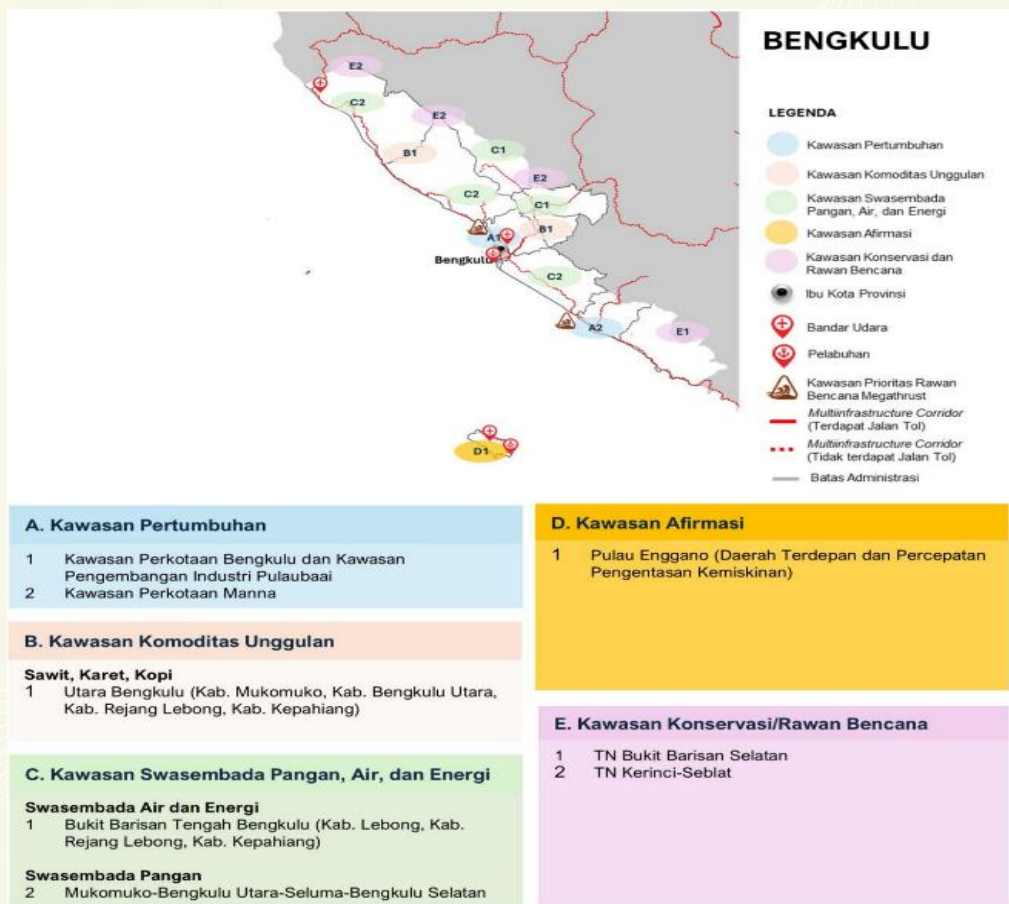 BENGKULU
LEGENDA
Kawasan Pertumbuhan
Kawasan Komoditas Unggulan
Kawasan Swasembada
Pangan, Air, dan Energi
Kawasan Afirmasi
Kawasan Konservasi dan
Rawan Bencana
Ibu Kota Provinsi
Bandar Udara
Pelabuhan
Kawasan Prioritas Rawan
Bencana Megathrust
Multiinfrastructure Corridor
(Terdapat Jalan Tol)
Multiinfrastructure Corridor
(Tidak terdapat Jalan Tol)
Batas Administrasi
E2
C2
E2
B1
C1
E2
C2
C1
A1
B1
Bengkulu
C2
A2
E1
D1
A. Kawasan Pertumbuhan
1 Kawasan Perkotaan Bengkulu dan Kawasan
Pengembangan Industri Pulaubaai
2 Kawasan Perkotaan Manna
B. Kawasan Komoditas Unggulan
Sawit, Karet, Kopi
1 Utara Bengkulu (Kab. Mukomuko, Kab. Bengkulu Utara,
Kab. Rejang Lebong, Kab. Kepahiang)
C. Kawasan Swasembada Pangan, Air, dan Energi
Swasembada Air dan Energi
1 Bukit Barisan Tengah Bengkulu (Kab. Lebong, Kab.
Rejang Lebong, Kab. Kepahiang)
Swasembada Pangan
2 Mukomuko-Bengkulu Utara-Seluma-Bengkulu Selatan
D. Kawasan Afirmasi
1 Pulau Enggano (Daerah Terdepan dan Percepatan
Pengentasan Kemiskinan)
E. Kawasan Konservasi/Rawan Bencana
1 TN Bukit Barisan Selatan
2 TN Kerinci-Seblat